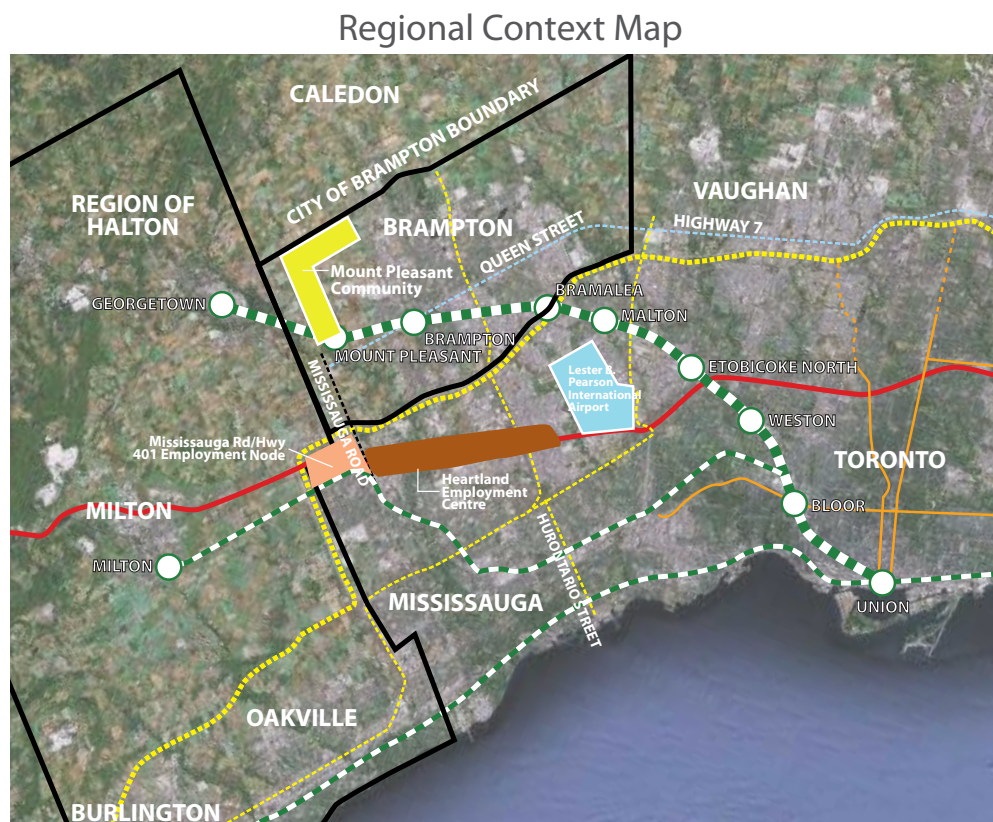 Regional Context Map
CALEDON
CITY OF BRAMPTON BOUNDARY
VAUGHAN
REGION OF
HALTON
BRAMPTON
HIGHWAY 7
QUEEN STREET
Mount Pleasant
Community
BRAMALEA
GEORGETOWN
MALTON
BRAMPTON
MOUNT PLEASANT
ETOBICOKE NORTH
Lester B.
Pearson
International
Airport
MISSISSAUGA ROAD
WESTON
Mississauga Rd/Hwy
401 Employment Node
TORONTO
Heartland
Employment
Centre
MILTON
BLOOR
HURONTARIO STREET
MILTON
MISSISSAUGA
UNION
OAKVILLE
BURLINGTON